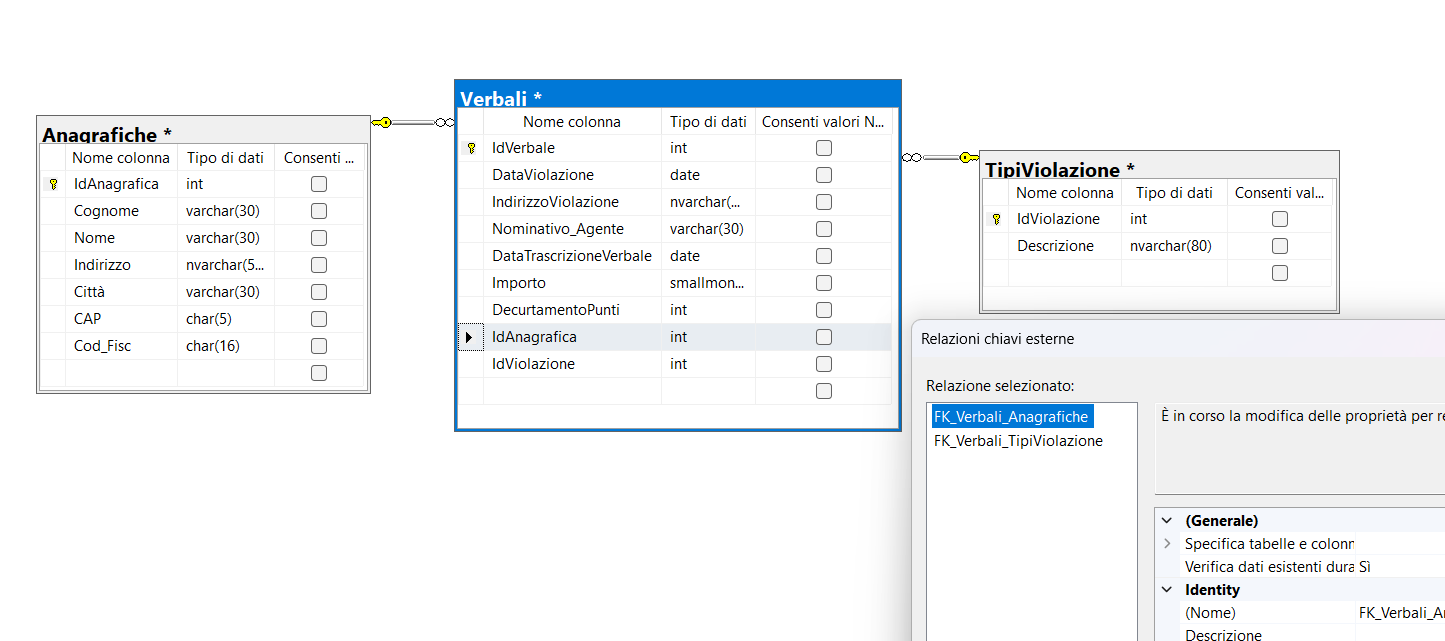 Anagrafiche *
Nome colonna Tipo di dati Consenti ...
IdAnagrafica int
Cognome varchar(30)
Nome varchar(30)
Indirizzo nvarchar(5...
Città varchar(30)
CAP char(5)
Cod_Fisc char(16)
Verbali *
Nome colonna Tipo di dati Consenti valori N...
IdVerbale int
DataViolazione date
IndirizzoViolazione nvarchar(...
Nominativo_Agente varchar(30)
DataTrascrizioneVerbale date
Importo smallmon...
DecurtamentoPunti int
IdAnagrafica int
IdViolazione int
TipiViolazione *
Nome colonna Tipo di dati Consenti val...
IdViolazione int
Descrizione nvarchar(80)
Relazioni chiavi esterne
Relazione selezionato:
FK_Verbali_Anagrafiche
FK_Verbali_TipiViolazione
È in corso la modifica delle proprietà per re
(Generale)
Specifica tabelle e colonn
Verifica dati esistenti dura Sì
Identity
(Nome) FK_Verbali_An
Descrizione